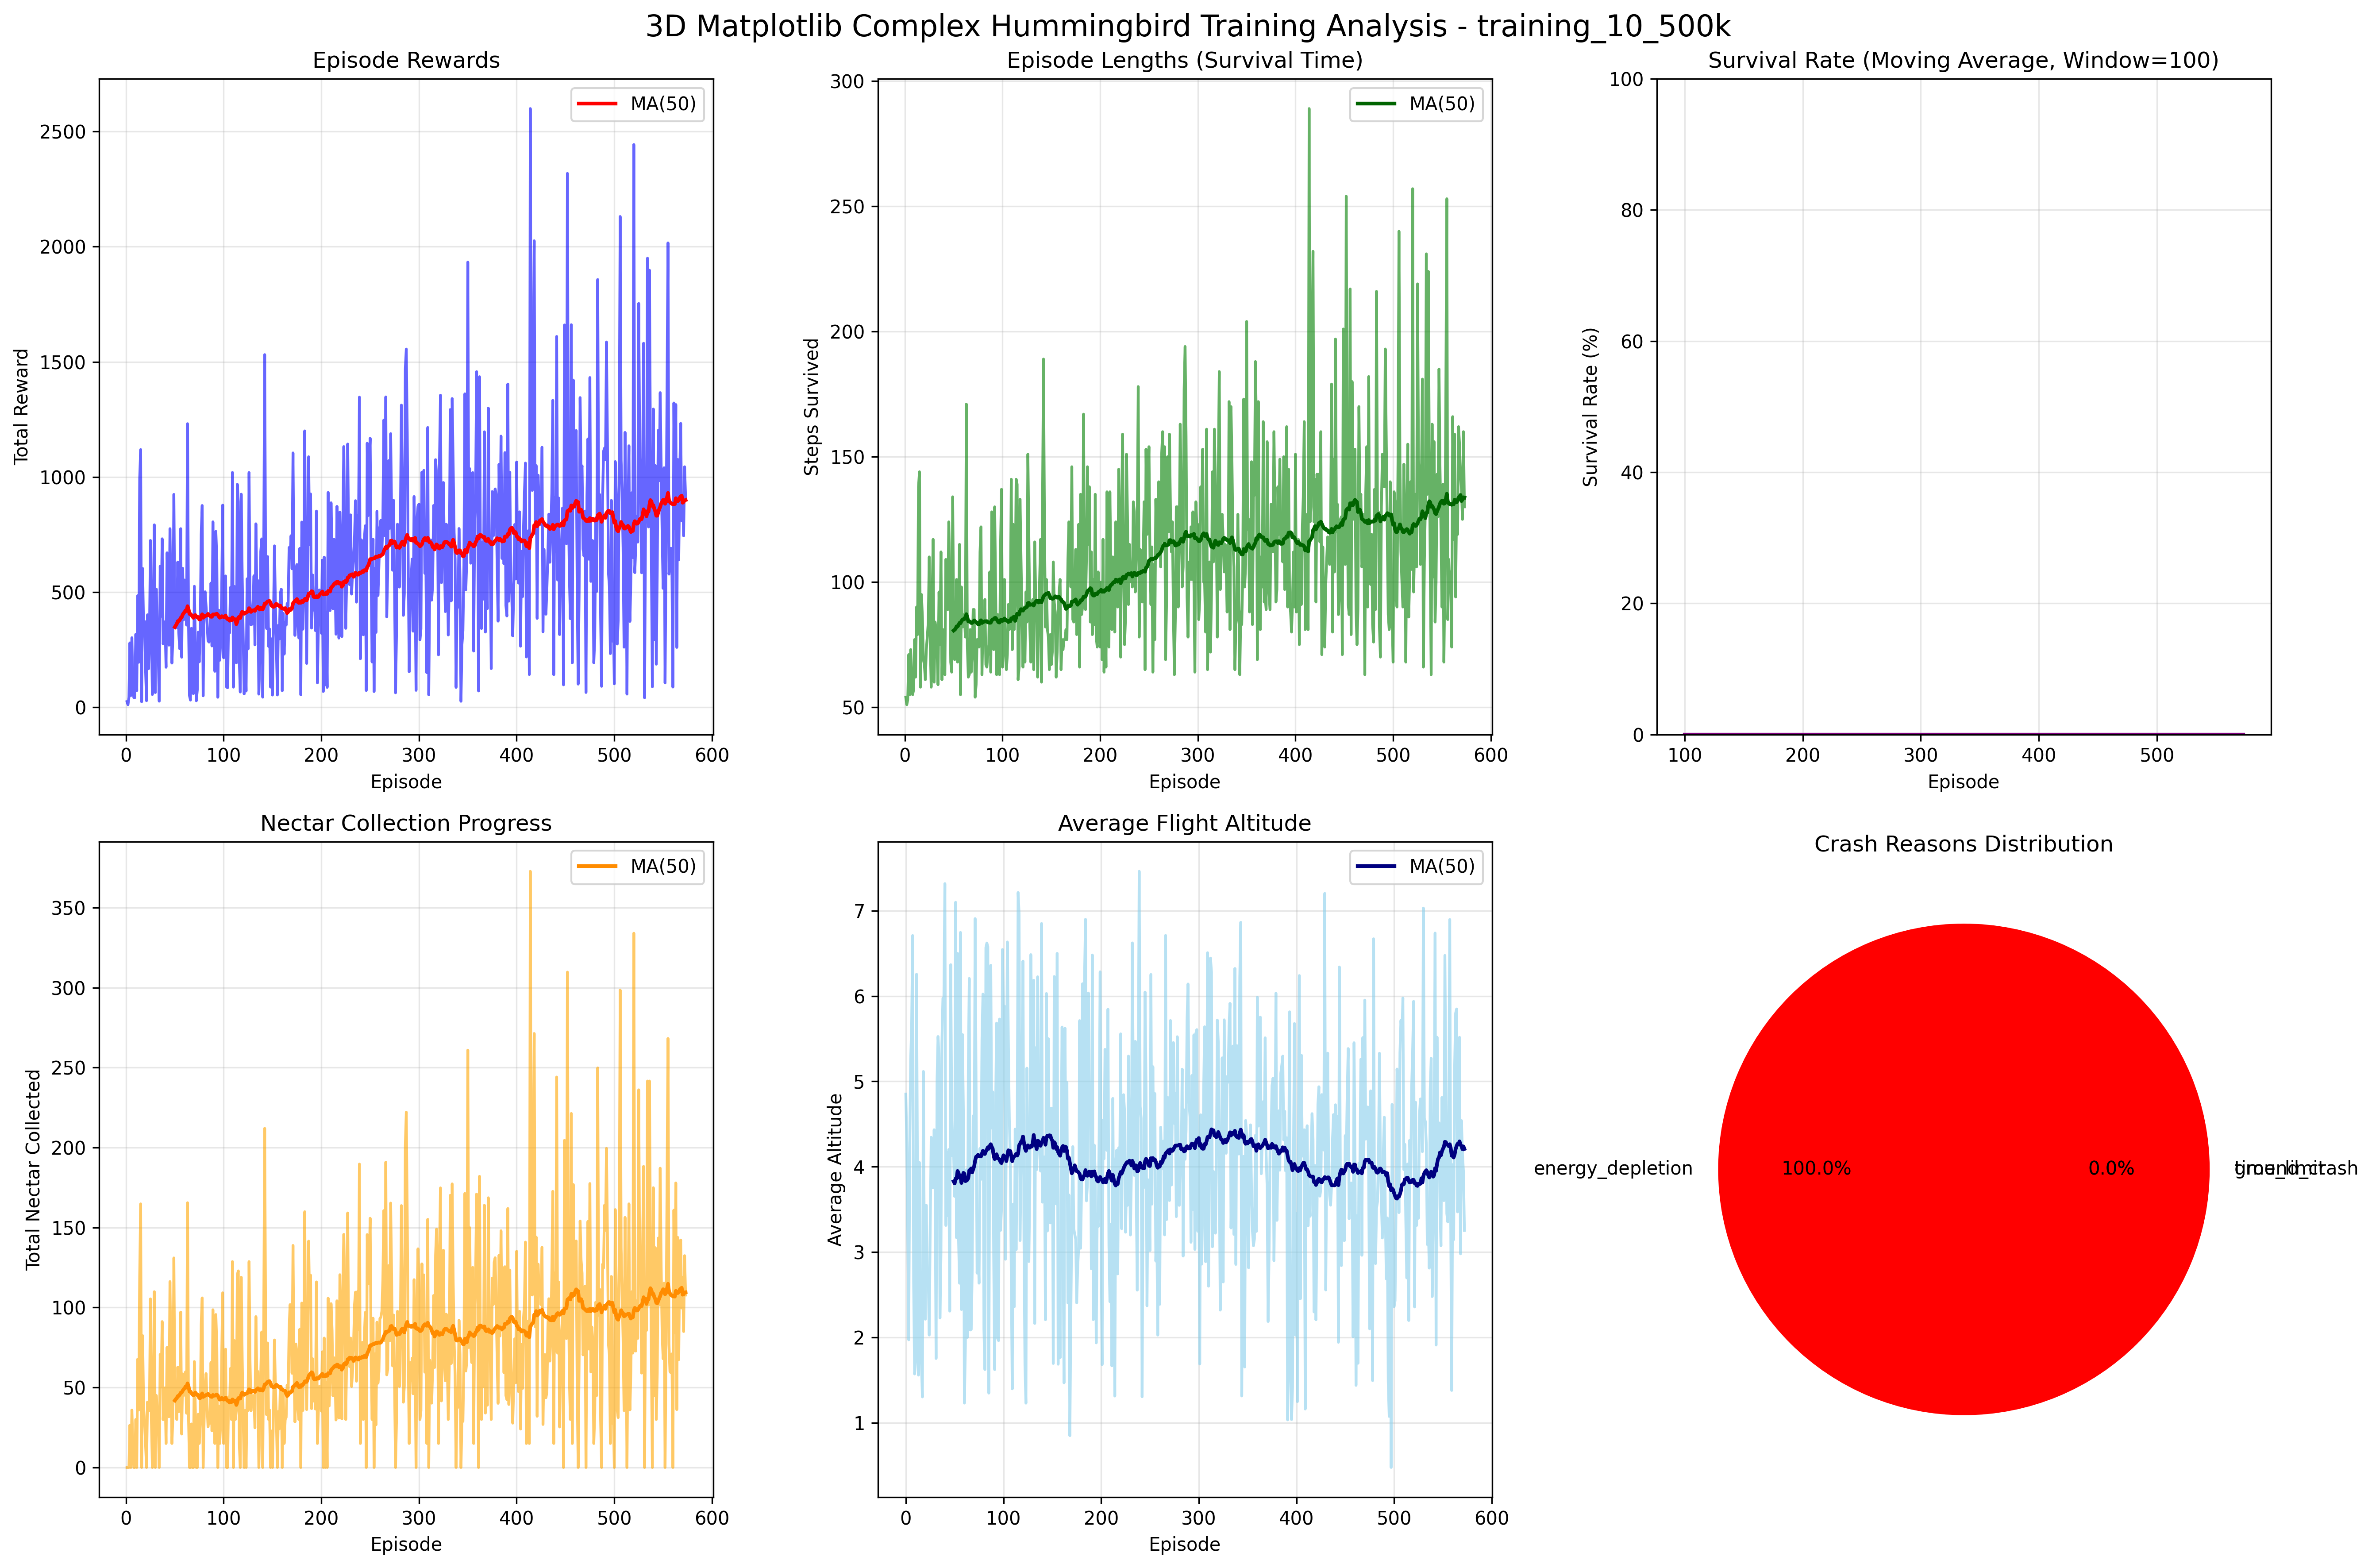 3D Matplotlib Complex Hummingbird Training Analysis - training_10_500k
Episode Rewards
MA(50)
Total Reward
2500
2000
1500
1000
500
0
0 100 200 300 400 500 600
Episode
Episode Lengths (Survival Time)
MA(50)
Steps Survived
300
250
200
150
100
50
0 100 200 300 400 500 600
Episode
Survival Rate (Moving Average, Window=100)
Survival Rate (%)
100
80
60
40
20
0
100 200 300 400 500
Episode
Nectar Collection Progress
MA(50)
Total Nectar Collected
350
300
250
200
150
100
50
0
0 100 200 300 400 500 600
Episode
Average Flight Altitude
MA(50)
Average Altitude
7
6
5
4
3
2
1
0 100 200 300 400 500 600
Episode
Crash Reasons Distribution
energy_depletion
100.0%
0.0%
time_limit
ground_crash